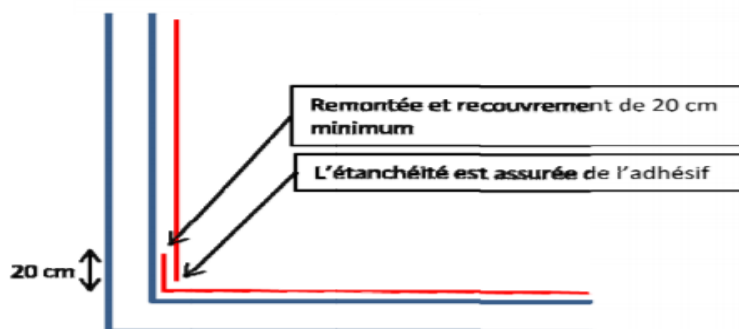 Remontée et recouvrement de 20 cm
minimum
L'étanchéité est assurée de l'adhésif
20 cm